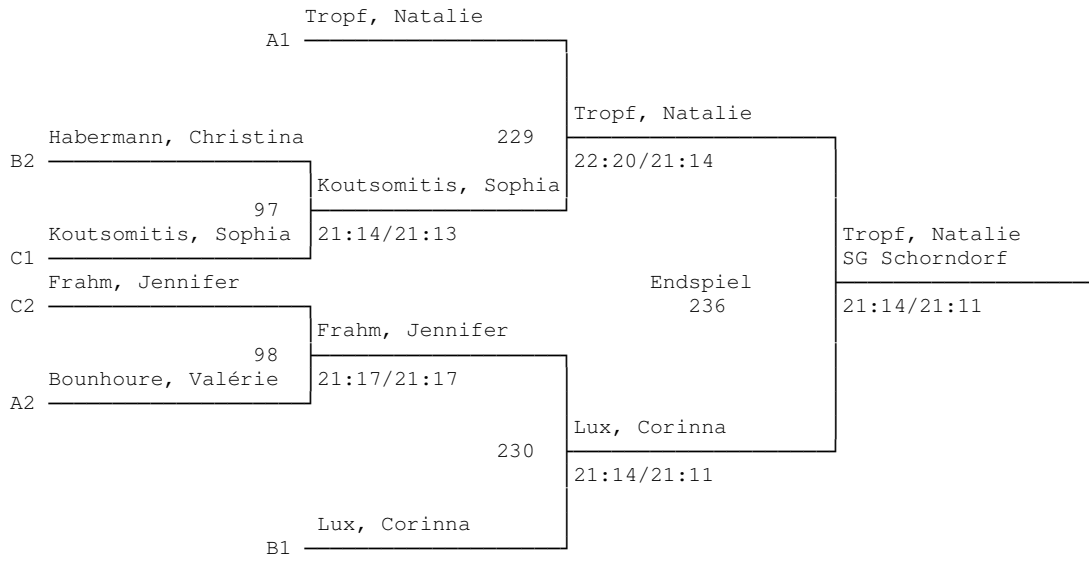 Tropf, Natalie
A1
Tropf, Natalie
Habermann, Christina 229
B2 22:20/21:14
Koutsomitis, Sophia
97
Koutsomitis, Sophia 21:14/21:13 Tropf, Natalie
C1 SG Schorndorf
Frahm, Jennifer Endspiel
C2 236 21:14/21:11
Frahm, Jennifer
98
Bounhoure, Valérie 21:17/21:17
A2
Lux, Corinna
230
21:14/21:11
Lux, Corinna
B1